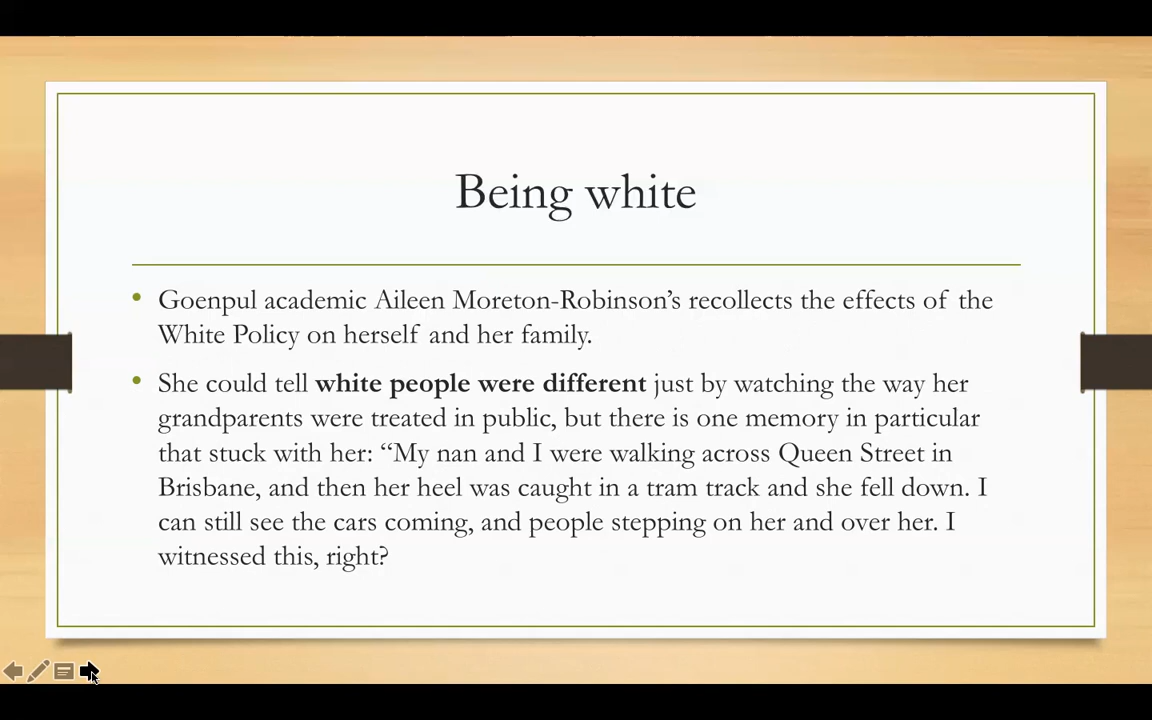 Being white
• Goenpul academic Aileen Moreton-Robinson’s recollects the effects of the
White Policy on herself and her family.
• She could tell white people were different just by watching the way her
grandparents were treated in public, but there is one memory in particular
that stuck with her: “My nan and I were walking across Queen Street in
Brisbane, and then her heel was caught in a tram track and she fell down. I
can still see the cars coming, and people stepping on her and over her. I
witnessed this, right?